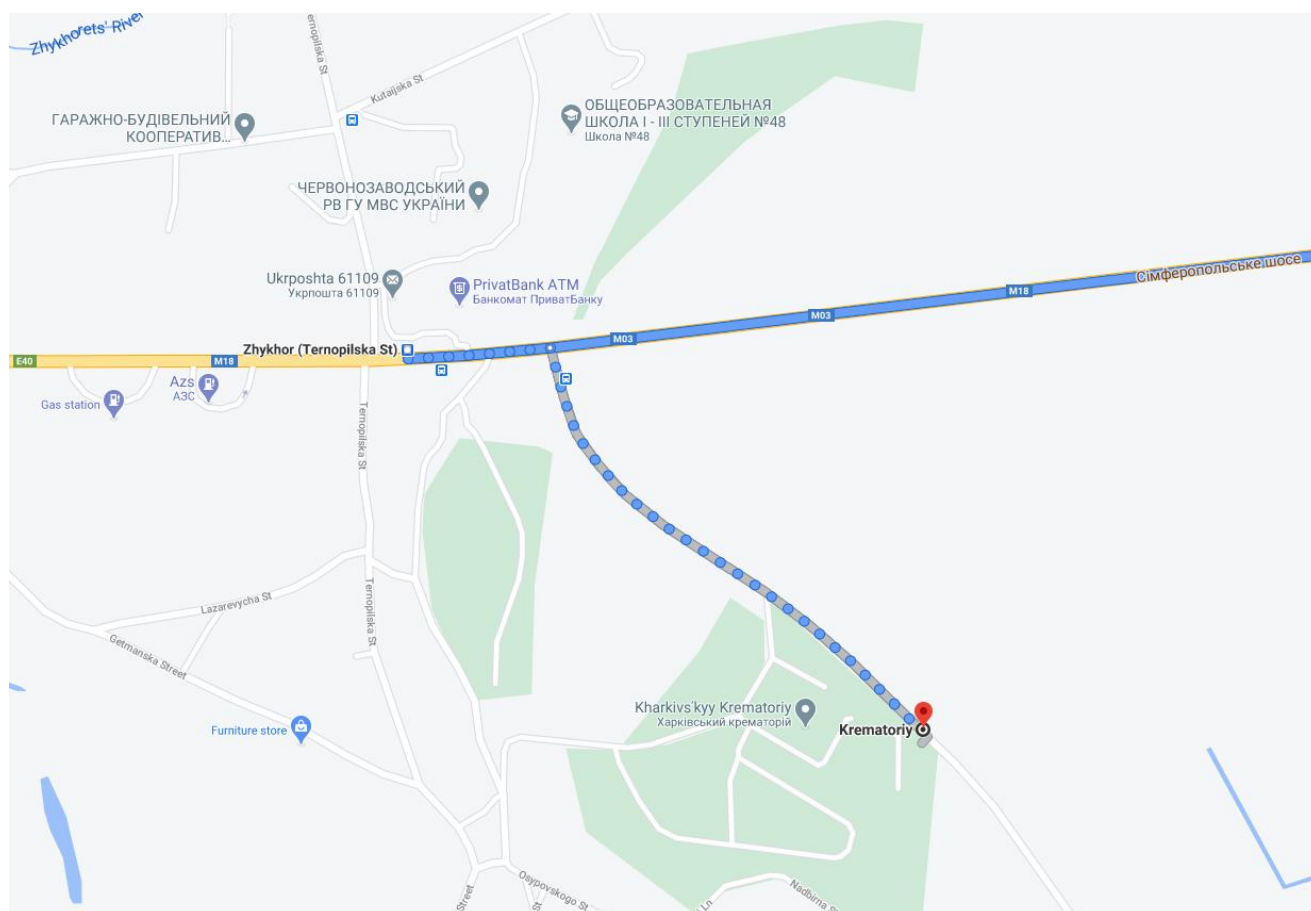 Zhykhorets' River
Ternopilska St
Kutaijska St
ГАРАЖНО-БУДІВЕЛЬНИЙ
КООПЕРАТИВ...
ОБЩЕОБРАЗОВАТЕЛЬНАЯ
ШКОЛА I - III СТУПЕНЕЙ №48
Школа №48
ЧЕРВОНОЗАВОДСЬКИЙ
РВ ГУ МВС УКРАЇНИ
Ukrposhta 61109
Укрпошта 61109
PrivatBank ATM
Банкомат ПриватБанку
Сімферопольське шосе
M18
M03
M03
Zhykhor (Ternopilska St)
E40
M18
Azs
АЗС
Gas station
Ternopilska St
Ternopilska St
Lazarevycha St
Getmanska Street
Furniture store
Kharkivs'kyy Krematoriy
Харківський крематорій
Krematoriy
Osypovskogo St
Street
St
Ln
Nadbirna St